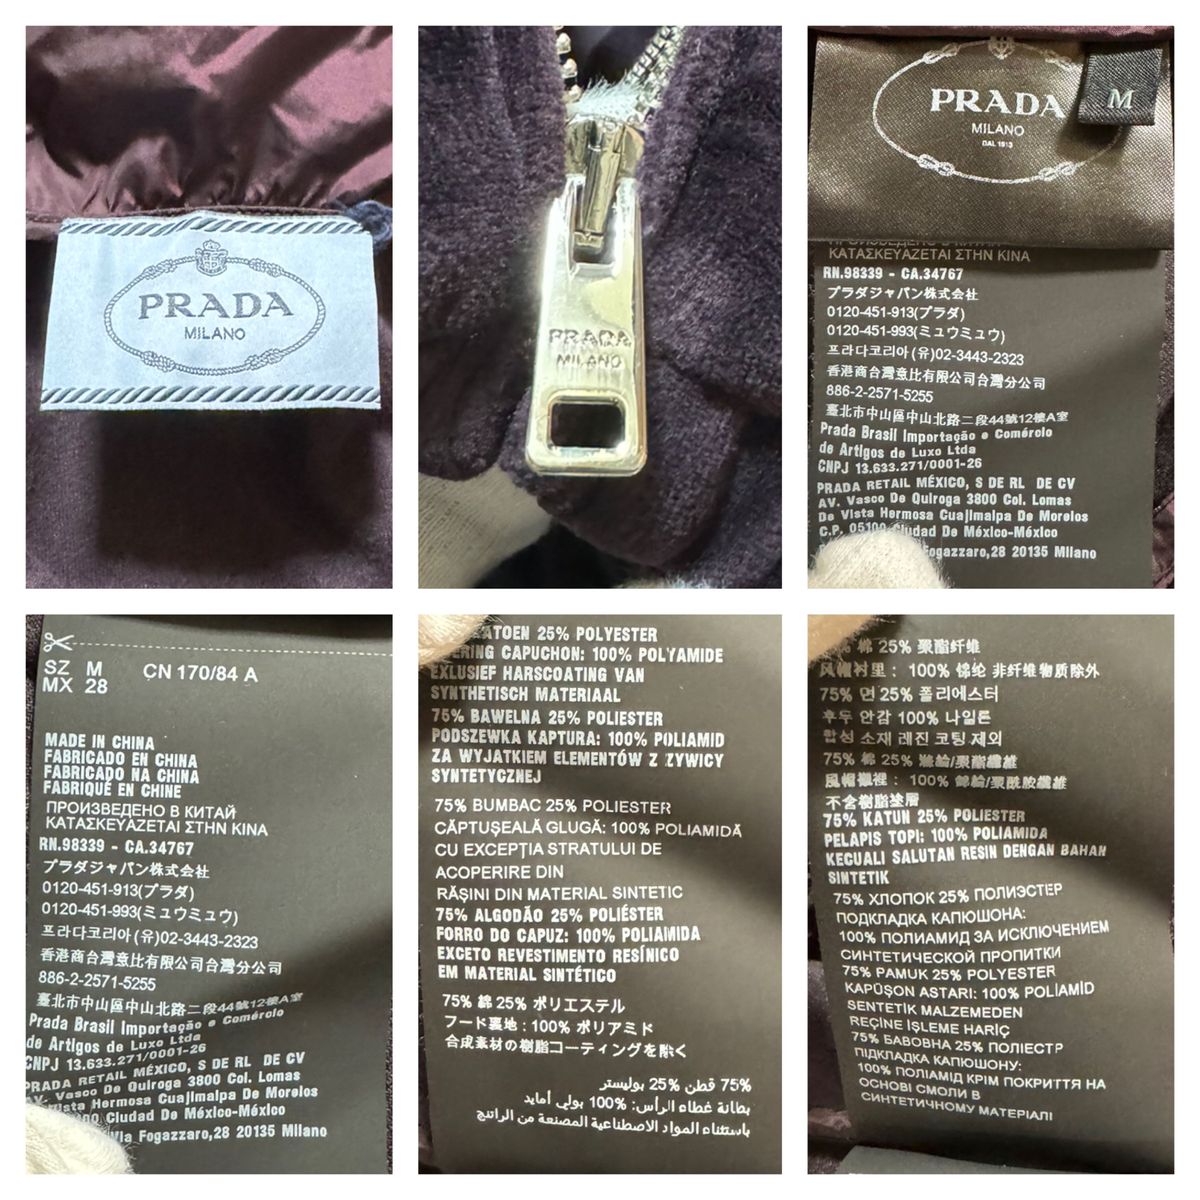 PRADA
MILANO
PRADA
MILANO
PRADA
MILANO
DAL 1913
M
ПРОИЗВЕДЕНО В КИТАЙ
ΚΑΤΑΣΚΕΥΑΖΕΤΑΙ ΣΤΗΝ ΚΙΝΑ
RN.98339 - CA.34767
プラダジャパン株式会社
0120-451-913(プラダ)
0120-451-993(ミュウミュウ)
프라다코리아(유)02-3443-2323
香港商台灣意比有限公司台灣分公司
886-2-2571-5255
臺北市中山區中山北路二段44號12樓A室
Prada Brasil Importação e Comércio
de Artigos de Luxo Ltda
CNPJ 13.633.271/0001-26
PRADA RETAIL MÉXICO, S DE RL DE CV
AV. Vasco De Quiroga 3800 Col. Lomas
De Vista Hermosa Cuajimalpa De Morelos
C.P. 05100 Ciudad De México-México
Fogazzaro,28 20135 Milano
SZ M
MX 28
CN 170/84 A
MADE IN CHINA
FABRICADO EN CHINA
FABRICADO NA CHINA
FABRIQUÉ EN CHINE
ПРОИЗВЕДЕНО В КИТАЙ
ΚΑΤΑΣΚΕΥΑΖΕΤΑΙ ΣΤΗΝ ΚΙΝΑ
RN.98339 - CA.34767
プラダジャパン株式会社
0120-451-913(プラダ)
0120-451-993(ミュウミュウ)
프라다코리아(유)02-3443-2323
香港商台灣意比有限公司台灣分公司
886-2-2571-5255
臺北市中山區中山北路二段44號12樓A室
Prada Brasil Importação e Comércio
de Artigos de Luxo Ltda
CNPJ 13.633.271/0001-26
PRADA RETAIL MÉXICO, S DE RL DE CV
AV. Vasco De Quiroga 3800 Col. Lomas
Vista Hermosa Cuajimalpa De Morelos
Ciudad De México-México
Fogazzaro,28 20135 Milano
25% POLYESTER
CAPUCHON: 100% POLYAMIDE
EXLUSIEF HARSCOATING VAN
SYNTHETISCH MATERIAAL
75% BAWELNA 25% POLIESTER
PODSZEWKA KAPTURA: 100% POLIAMID
ZA WYJATKIEM ELEMENTÓW Z ŻYWICY
SYNTETYCZNEJ
75% BUMBAC 25% POLIESTER
CĂPTUȘEALĂ GLUGĂ: 100% POLIAMIDĂ
CU EXCEPȚIA STRATULUI DE
ACOPERIRE DIN
RĂȘINI DIN MATERIAL SINTETIC
75% ALGODÃO 25% POLIÉSTER
FORRO DO CAPUZ: 100% POLIAMIDA
EXCETO REVESTIMENTO RESÍNICO
EM MATERIAL SINTÉTICO
75% 綿 25% ポリエステル
フード裏地 : 100% ポリアミド
合成素材の樹脂コーティングを除く
75% قطن 25% بوليستر
بطانة غطاء الرأس: 100% بولي أمايد
باستثناء المواد الاصطناعية المصنعة من الراتنج
棉 25% 聚酯纤维
风帽衬里 : 100% 锦纶 非纤维物质除外
75% 면 25% 폴리에스터
후두 안감 100% 나일론
합성 소재 레진 코팅 제외
75% 棉 25% 滌綸/聚酯纖維
風帽襯裡 : 100% 錦綸/聚酰胺纖維
不含樹脂塗層
75% KATUN 25% POLIESTER
PELAPIS TOPI: 100% POLIAMIDA
KECUALI SALUTAN RESIN DENGAN BAHAN
SINTETIK
75% ХЛОПОК 25% ПОЛИЭСТЕР
ПОДКЛАДКА КАПЮШОНА:
100% ПОЛИАМИД ЗА ИСКЛЮЧЕНИЕМ
СИНТЕТИЧЕСКОЙ ПРОПИТКИ
75% PAMUK 25% POLYESTER
KAPÜŞON ASTARI: 100% POLİAMİD
SENTETİK MALZEMEDEN
REÇİNE İŞLEME HARİÇ
75% БАВОВНА 25% ПОЛІЕСТР
ПІДКЛАДКА КАПЮШОНУ:
100% ПОЛІАМІД КРІМ ПОКРИТТЯ НА
ОСНОВІ СМОЛИ В
СИНТЕТИЧНОМУ МАТЕРІАЛІ